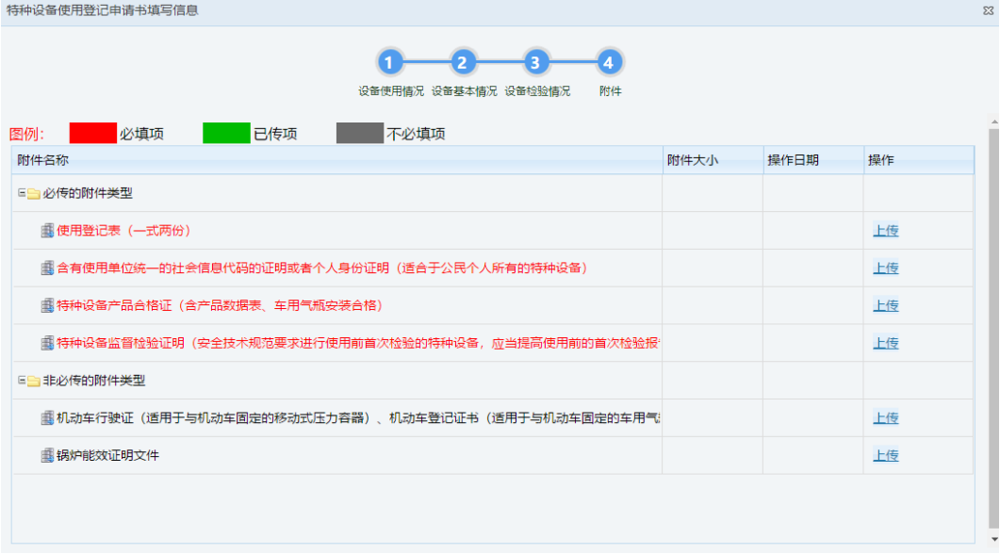 特种设备使用登记申请书填写信息
1 2 3 4
设备使用情况 设备基本情况 设备检验情况 附件
图例： 必填项 已传项 不必填项
附件名称 附件大小 操作日期 操作
必传的附件类型
使用登记表（一式两份） 上传
含有使用单位统一的社会信息代码的证明或者个人身份证明（适合于公民个人所有的特种设备） 上传
特种设备产品合格证（含产品数据表、车用气瓶安装合格） 上传
特种设备监督检验证明（安全技术规范要求进行使用前首次检验的特种设备，应当提高使用前的首次检验报 上传
非必传的附件类型
机动车行驶证（适用于与机动车固定的移动式压力容器）、机动车登记证书（适用于与机动车固定的车用气 上传
锅炉能效证明文件 上传